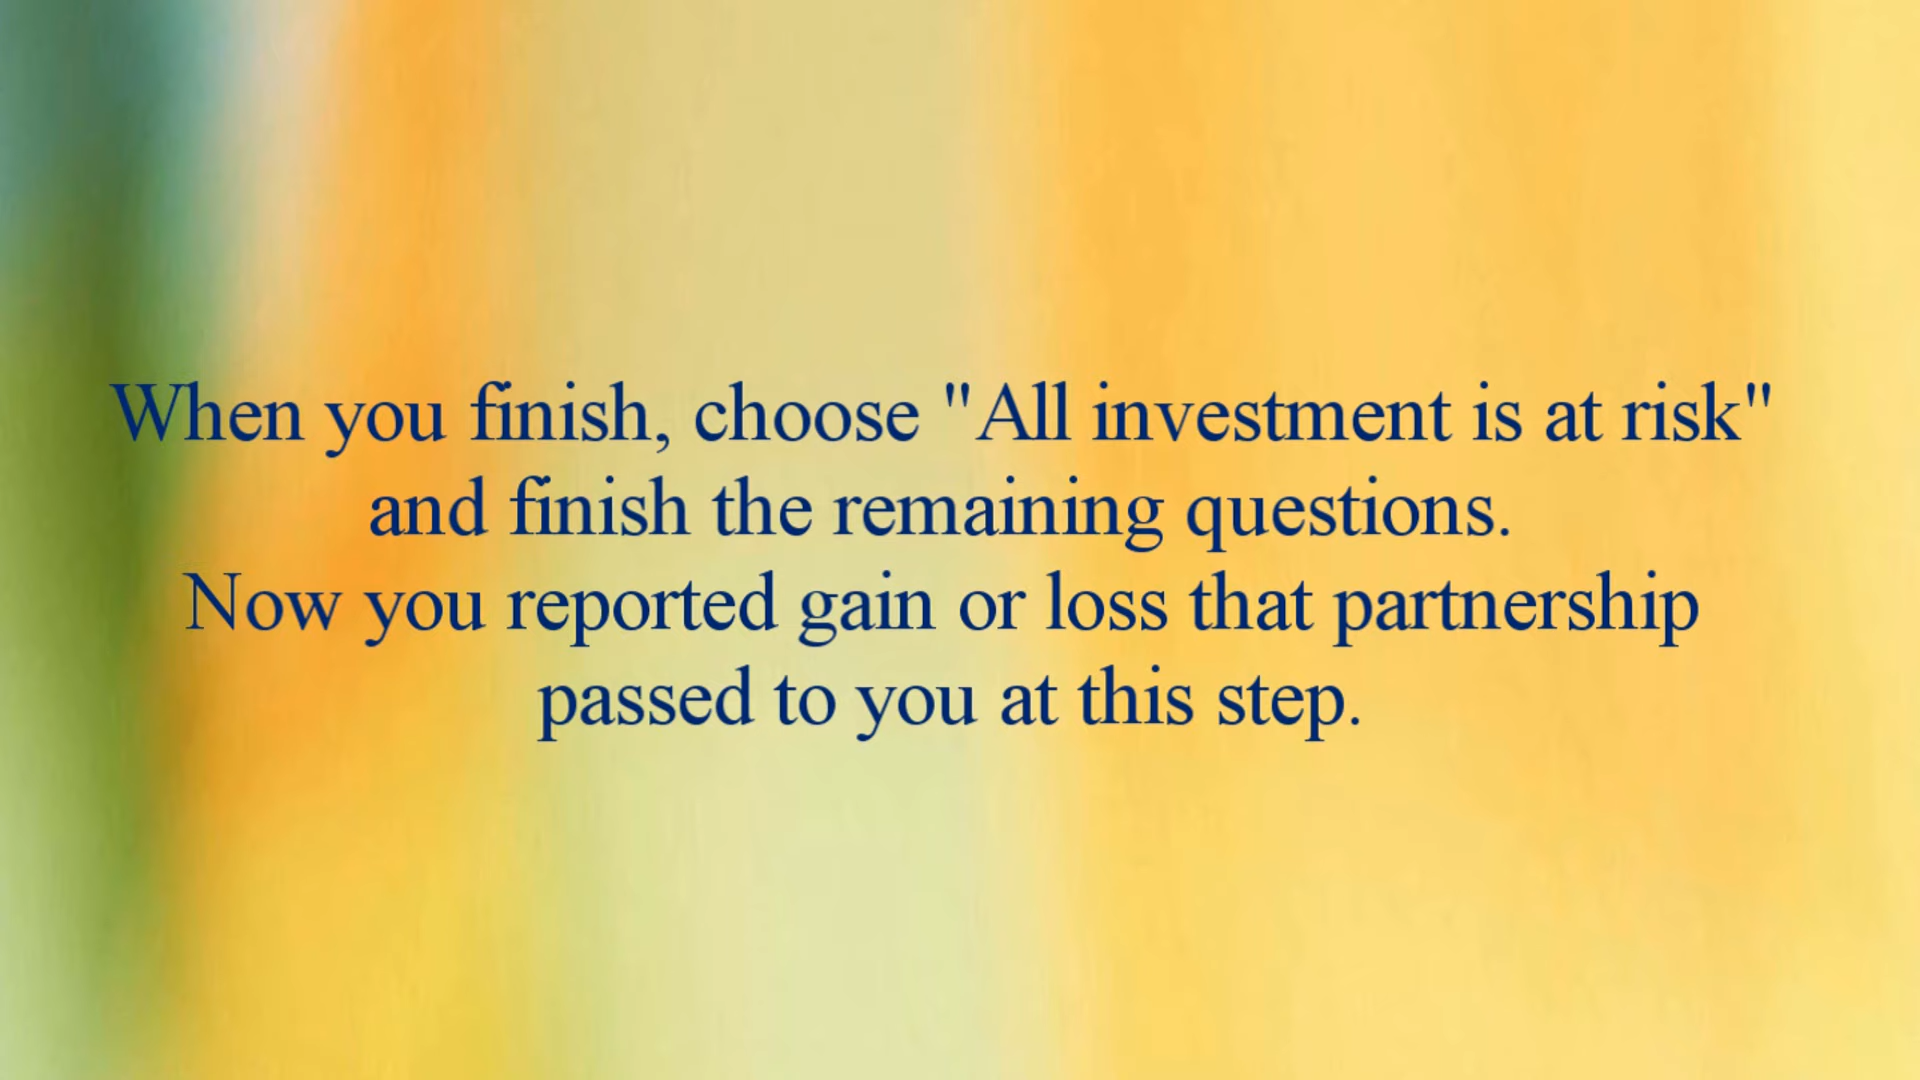 When you finish, choose "All investment is at risk"
and finish the remaining questions.
Now you reported gain or loss that partnership
passed to you at this step.